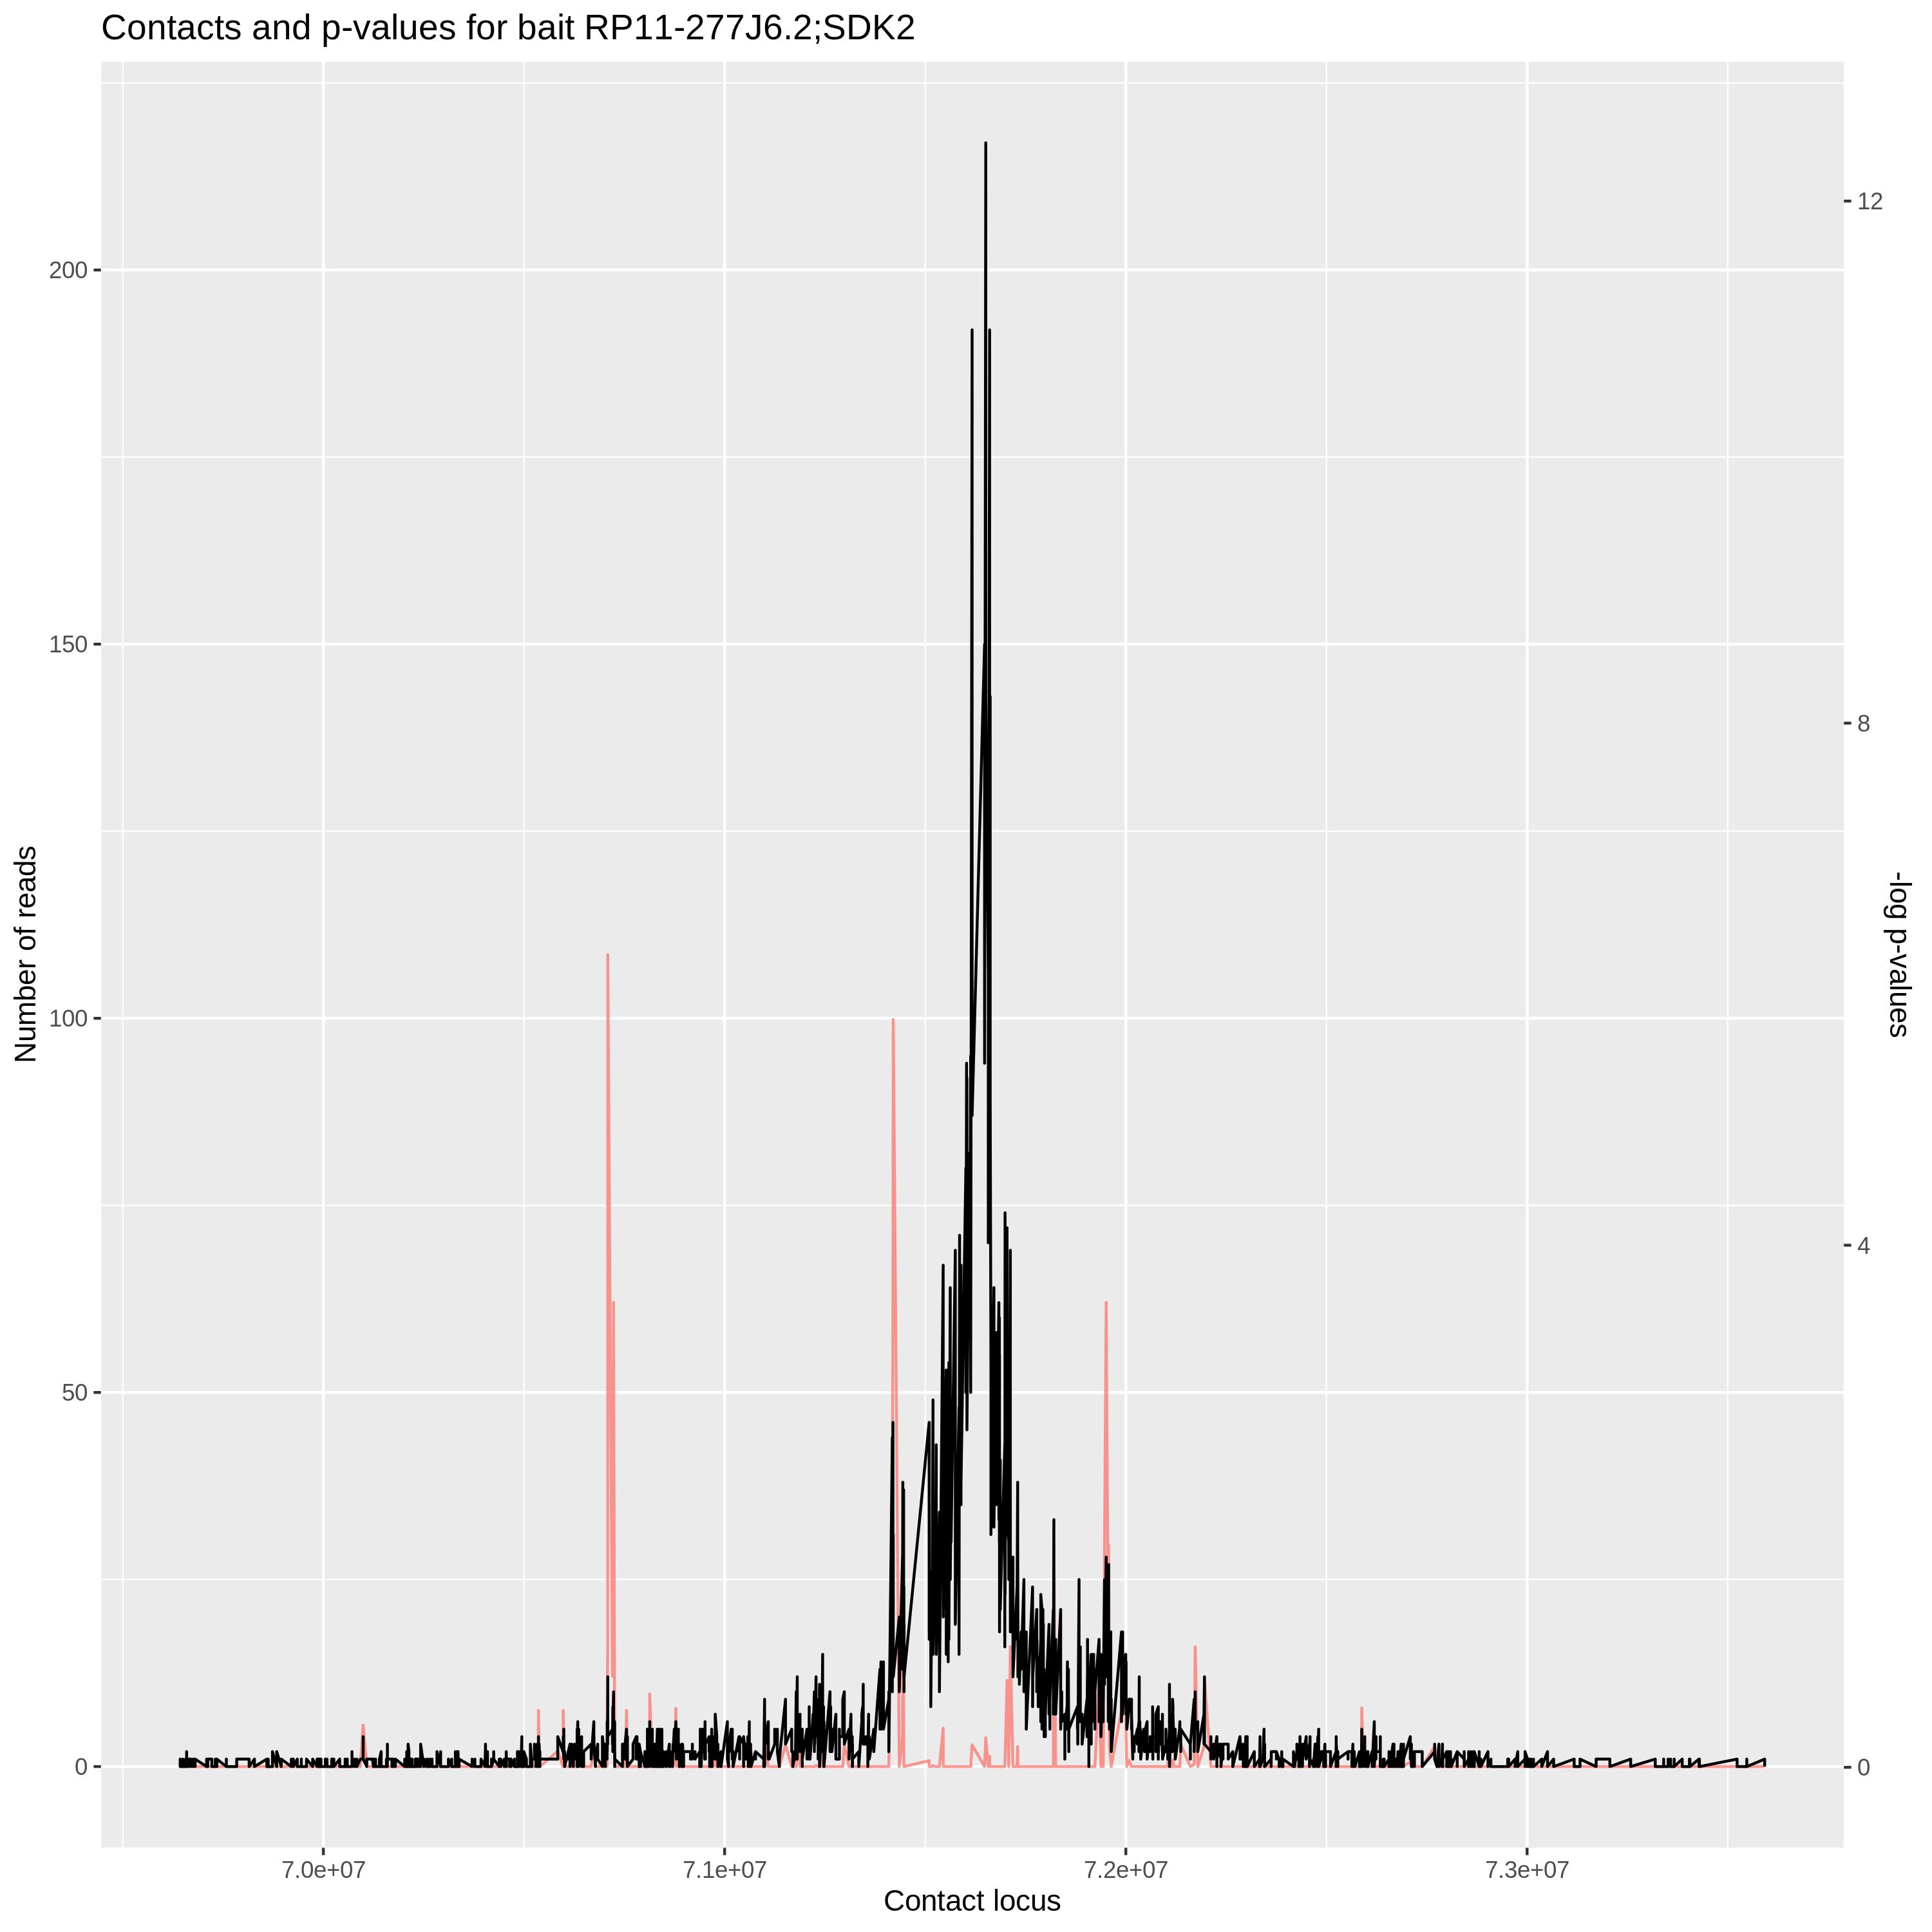 Contacts and p-values for bait RP11-277J6.2;SDK2
Number of reads
200
150
100
50
0
12
8
4
0
-log p-values
7.0e+07
7.1e+07
7.2e+07
7.3e+07
Contact locus